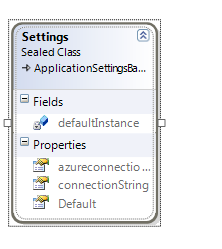 Settings
Sealed Class
ApplicationSettingsBa...
Fields
defaultInstance
Properties
azureconnectio...
connectionString
Default